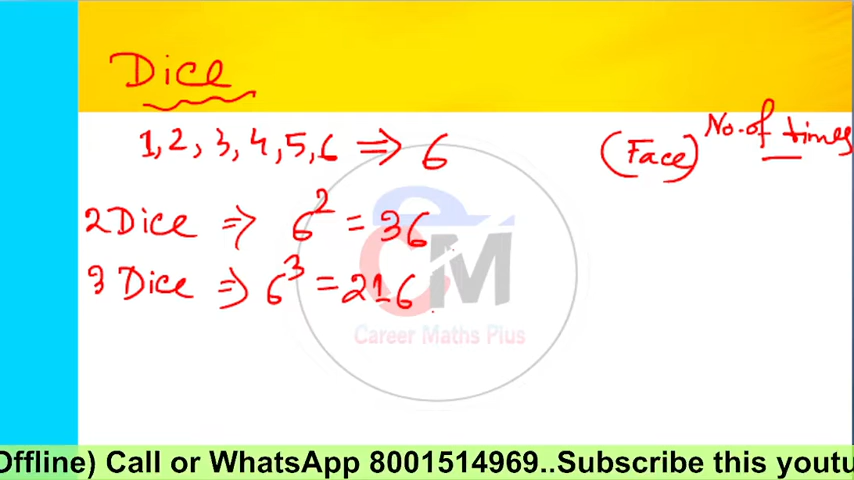 Dice
1, 2, 3, 4, 5, 6 ⇒ 6
(Face)^No. of times
2 Dice ⇒ 6² = 36
3 Dice ⇒ 6³ = 216
CM
Career Maths Plus
Offline) Call or WhatsApp 8001514969..Subscribe this youtu